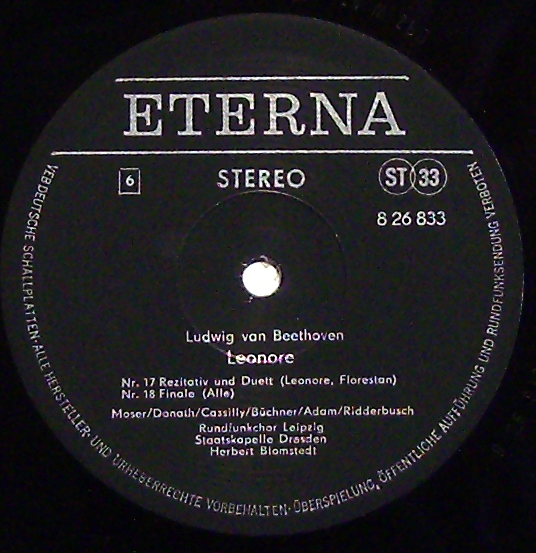 ETERNA
6 STEREO ST 33
8 26 833
Ludwig van Beethoven
Leonore
Nr. 17 Rezitativ und Duett (Leonore, Florestan)
Nr. 18 Finale (Alle)
Moser/Donath/Cassilly/Büchner/Adam/Ridderbusch
Rundfunkchor Leipzig
Staatskapelle Dresden
Herbert Blomstedt
VEB DEUTSCHE SCHALLPLATTEN · ALLE HERSTELLER- UND URHEBERRECHTE VORBEHALTEN · ÜBERSPIELUNG, ÖFFENTLICHE AUFFÜHRUNG UND RUNDFUNKSENDUNG VERBOTEN